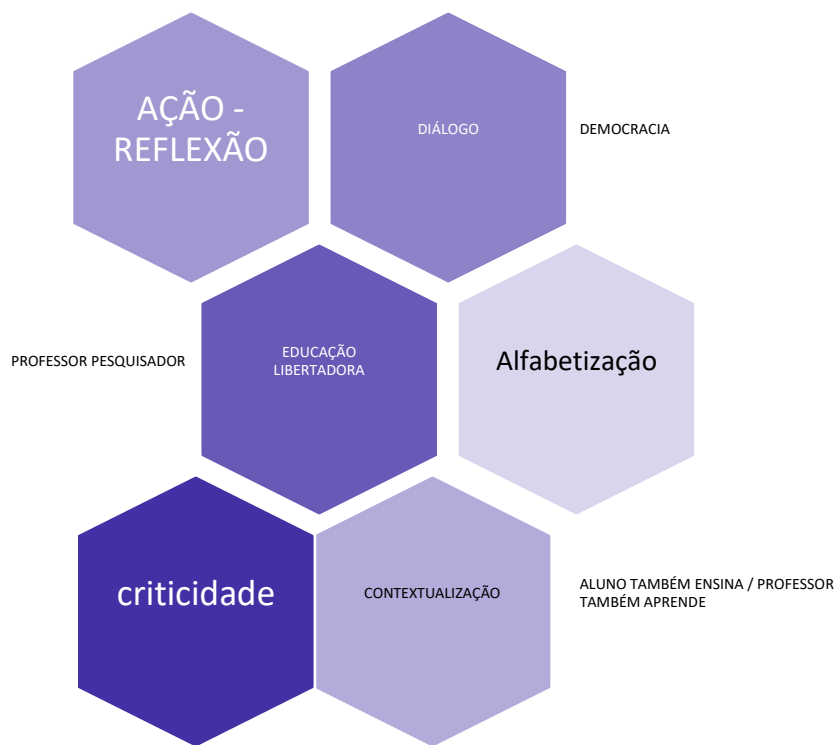 AÇÃO -
REFLEXÃO
DIÁLOGO
DEMOCRACIA
PROFESSOR PESQUISADOR
EDUCAÇÃO
LIBERTADORA
Alfabetização
criticidade
CONTEXTUALIZAÇÃO
ALUNO TAMBÉM ENSINA / PROFESSOR
TAMBÉM APRENDE